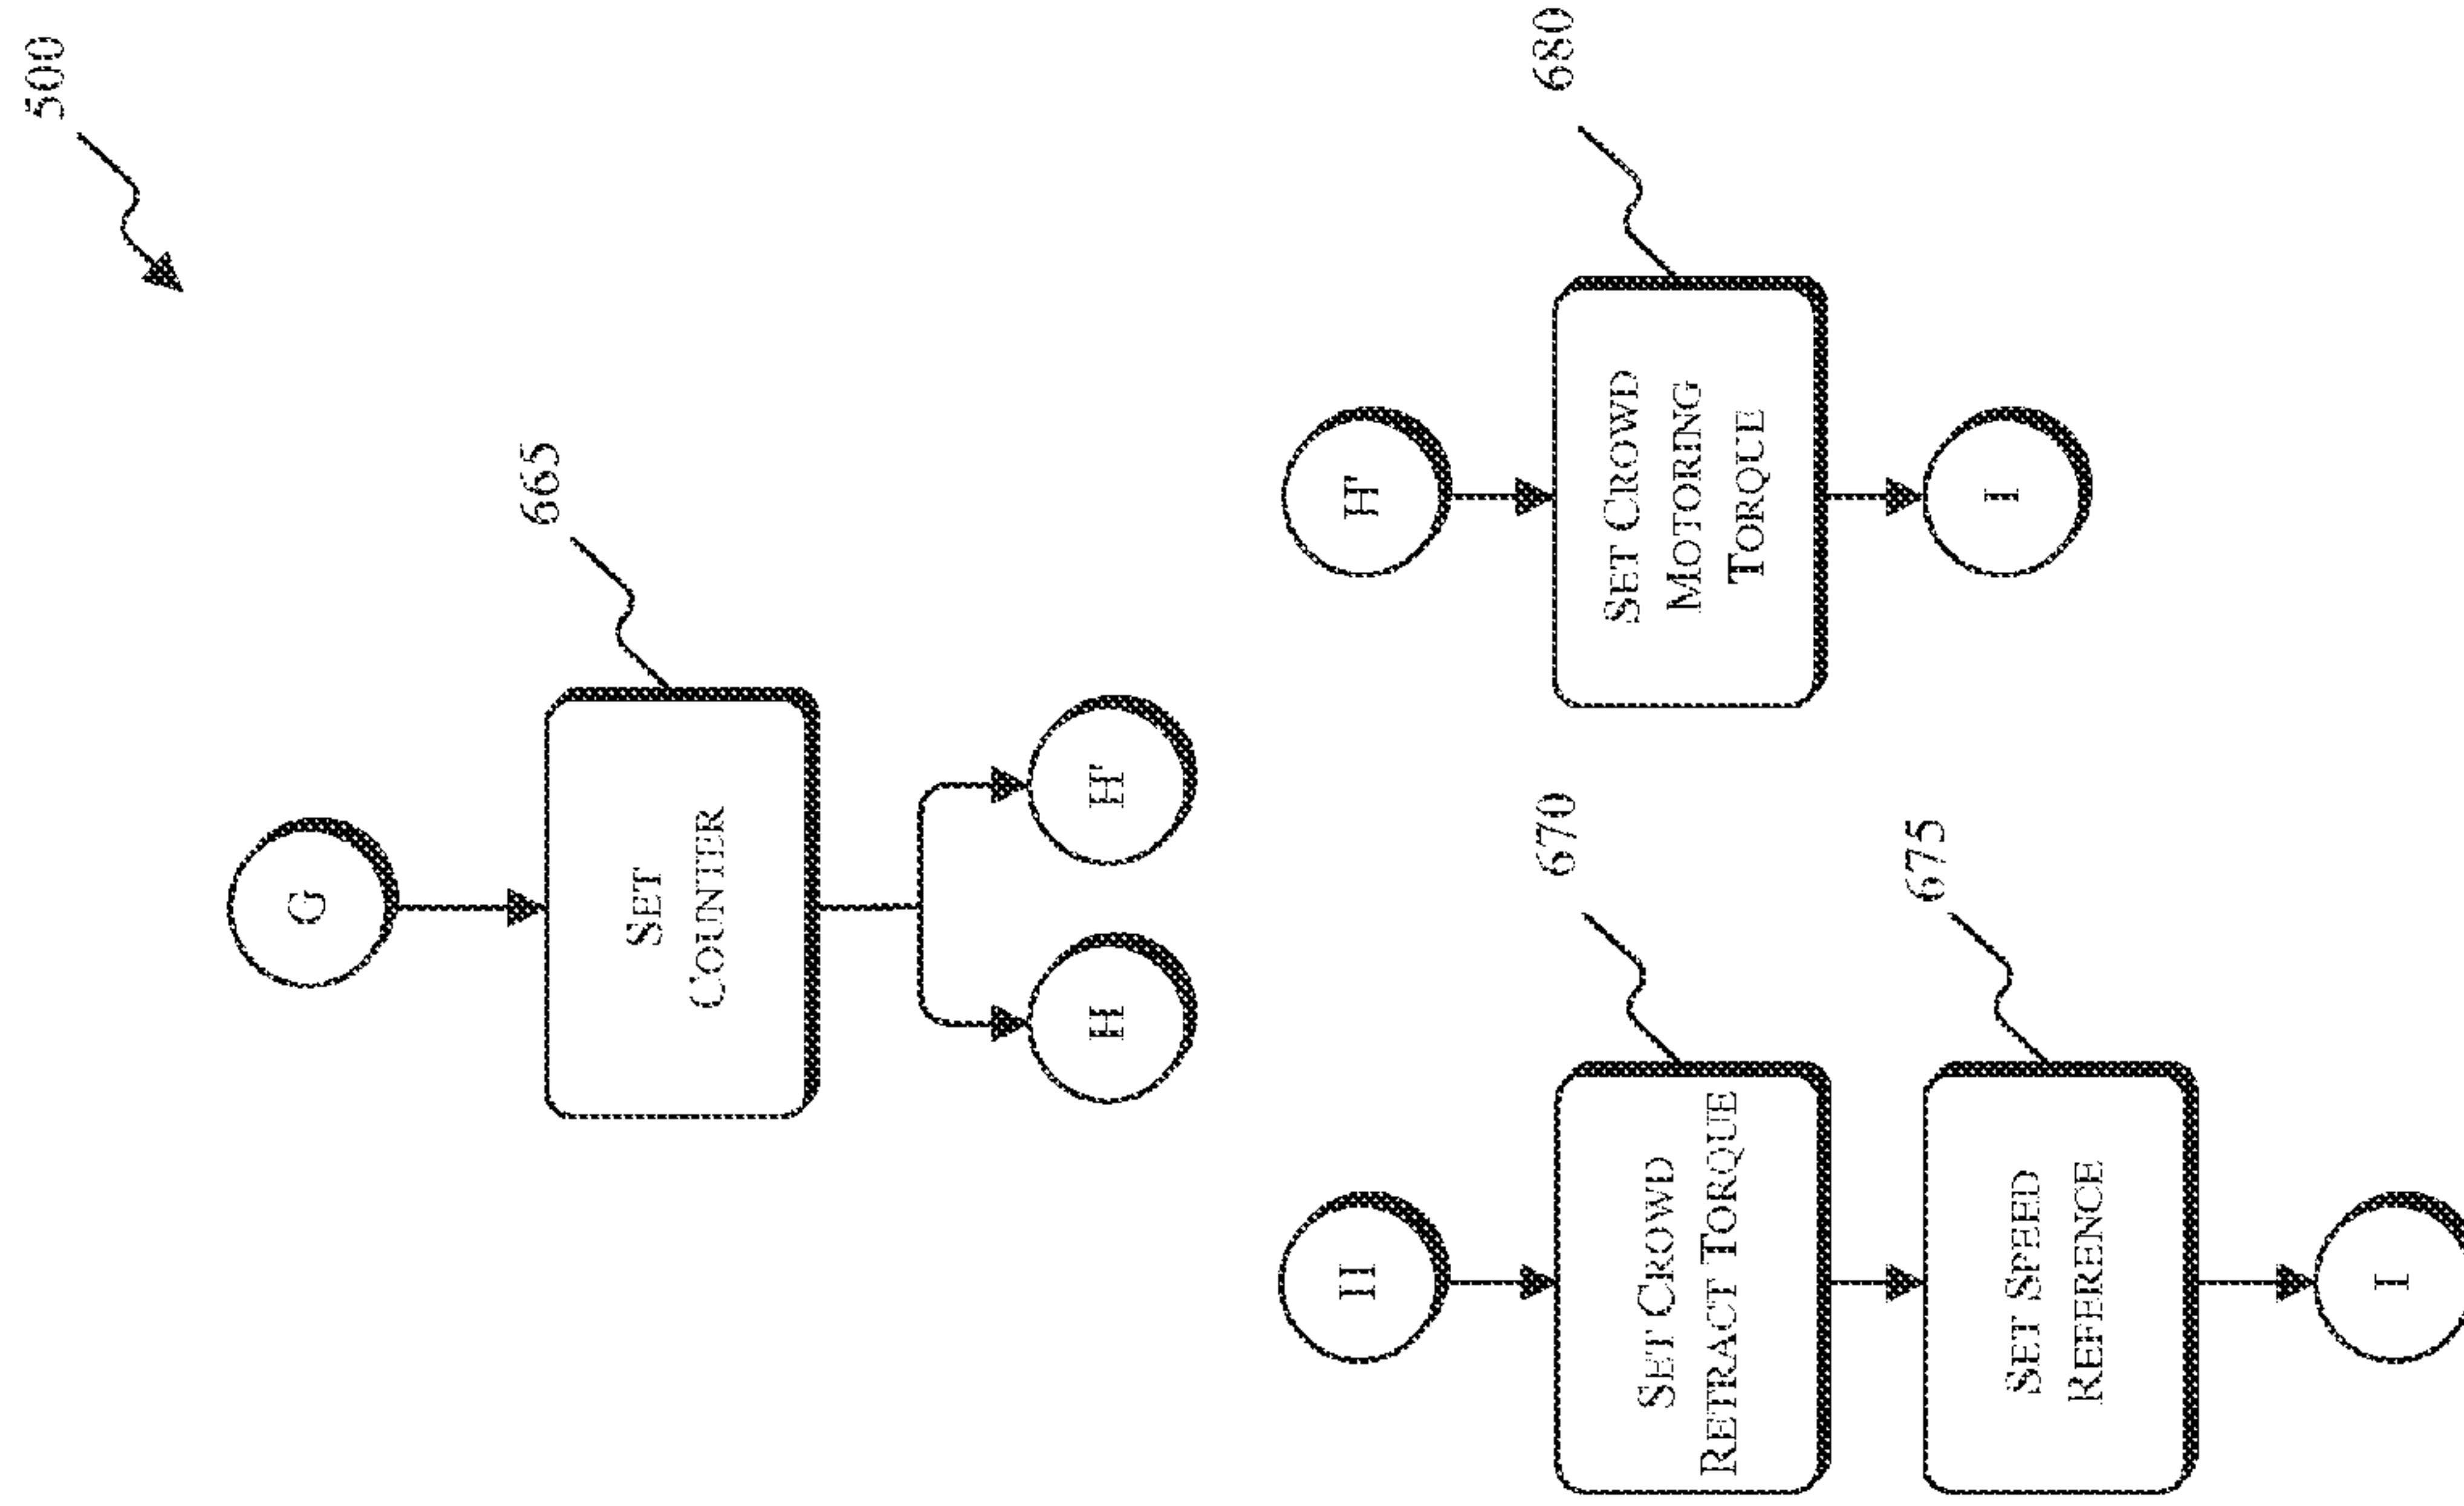 500
G
665
SET
COUNTER
H
H'
H
670
SET CROWD
RETRACT TORQUE
675
SET SPEED
REFERENCE
I
H'
680
SET CROWD
MOTORING
TORQUE
I